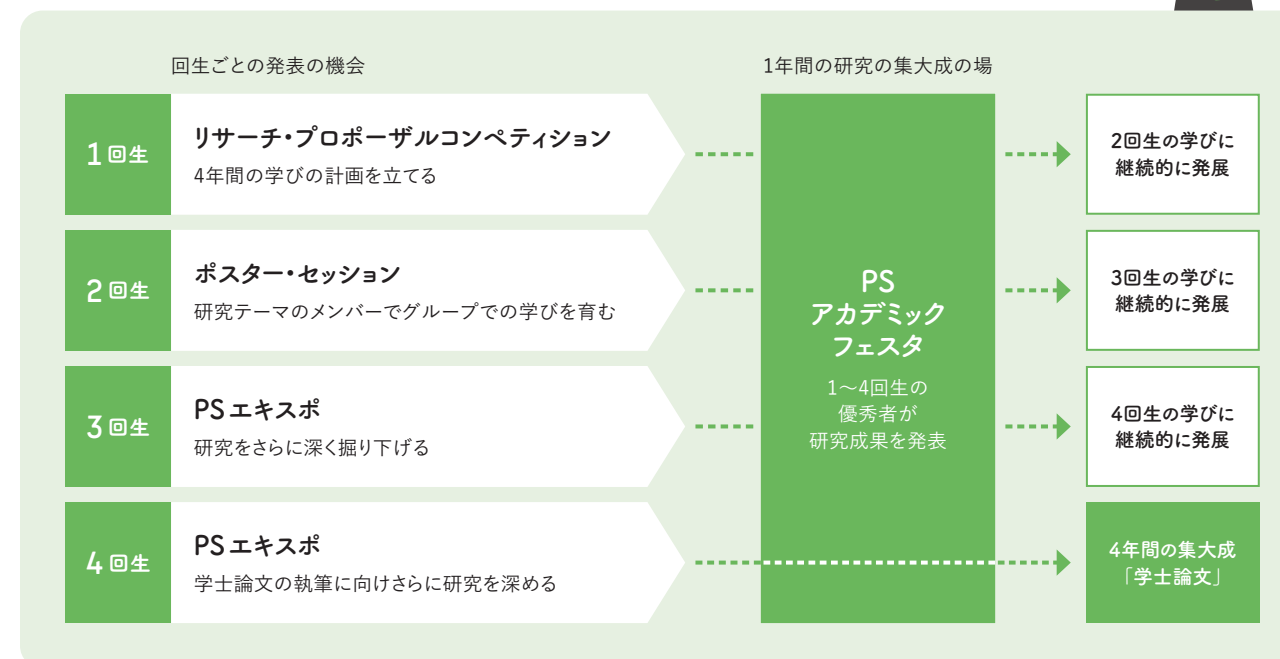 回生ごとの発表の機会
1年間の研究の集大成の場
1回生
リサーチ・プロポーザルコンペティション
4年間の学びの計画を立てる
2回生の学びに
継続的に発展
2回生
ポスター・セッション
研究テーマのメンバーでグループでの学びを育む
3回生の学びに
継続的に発展
PS
アカデミック
フェスタ
1〜4回生の
優秀者が
研究成果を発表
3回生
PSエキスポ
研究をさらに深く掘り下げる
4回生の学びに
継続的に発展
4回生
PSエキスポ
学士論文の執筆に向けさらに研究を深める
4年間の集大成
「学士論文」